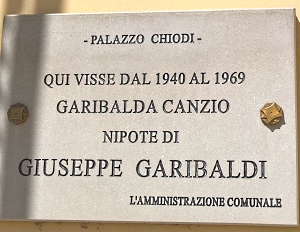 - PALAZZO CHIODI -
QUI VISSE DAL 1940 AL 1969
GARIBALDA CANZIO
NIPOTE DI
GIUSEPPE GARIBALDI
L'AMMINISTRAZIONE COMUNALE